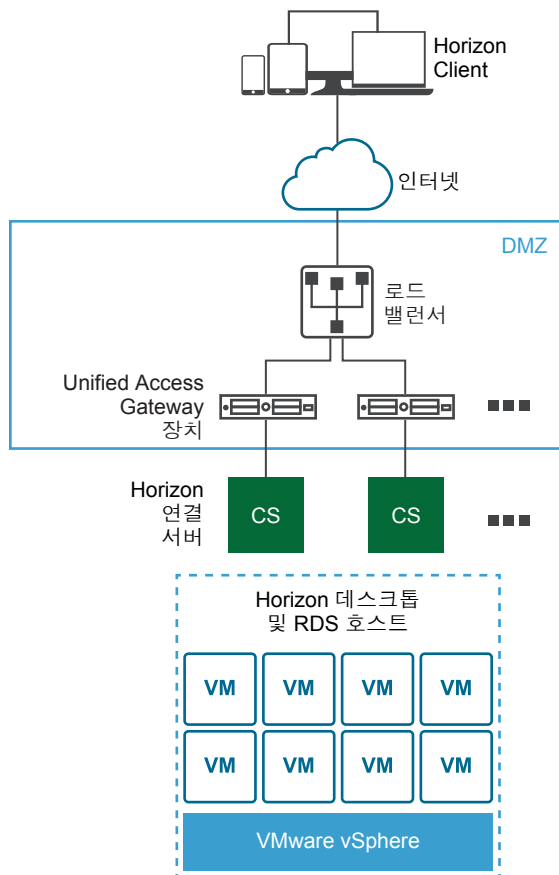 Horizon
Client
인터넷
DMZ
로드
밸런서
Unified Access
Gateway
장치
Horizon
연결
서버
CS
CS
Horizon 데스크톱
및 RDS 호스트
VM
VM
VM
VM
VM
VM
VM
VM
VMware vSphere